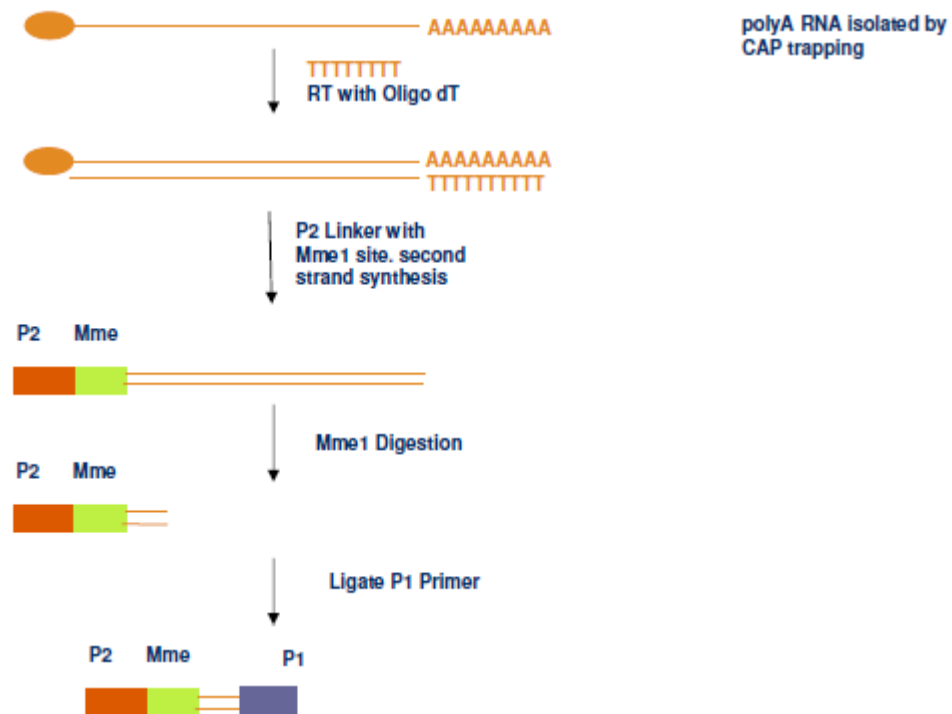 AAAAAAAAA
polyA RNA isolated by
CAP trapping
TTTTTTTT
RT with Oligo dT
AAAAAAAAA
TTTTTTTTTT
P2 Linker with
Mme1 site. second
strand synthesis
P2 Mme
Mme1 Digestion
P2 Mme
Ligate P1 Primer
P2 Mme P1